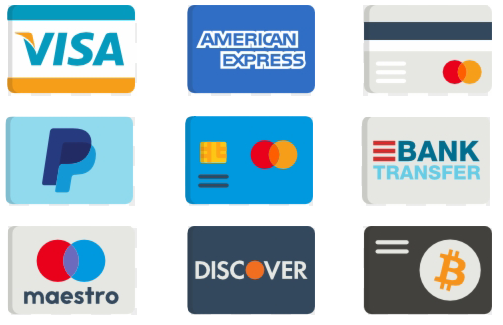 VISA
AMERICAN
EXPRESS
BANK
TRANSFER
maestro
DISCOVER